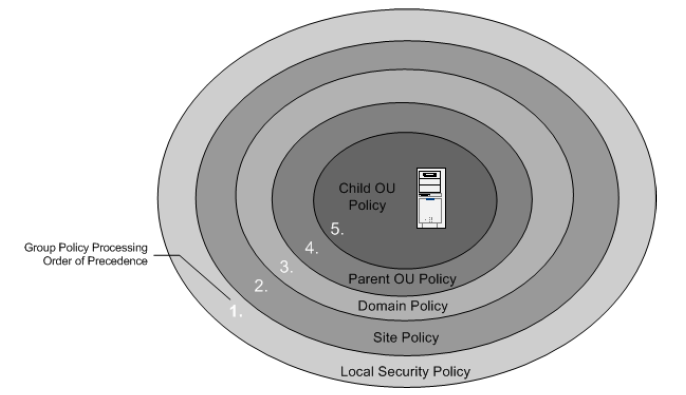 Child OU
Policy
5.
Group Policy Processing
Order of Precedence
4.
3.
Parent OU Policy
2.
Domain Policy
1.
Site Policy
Local Security Policy